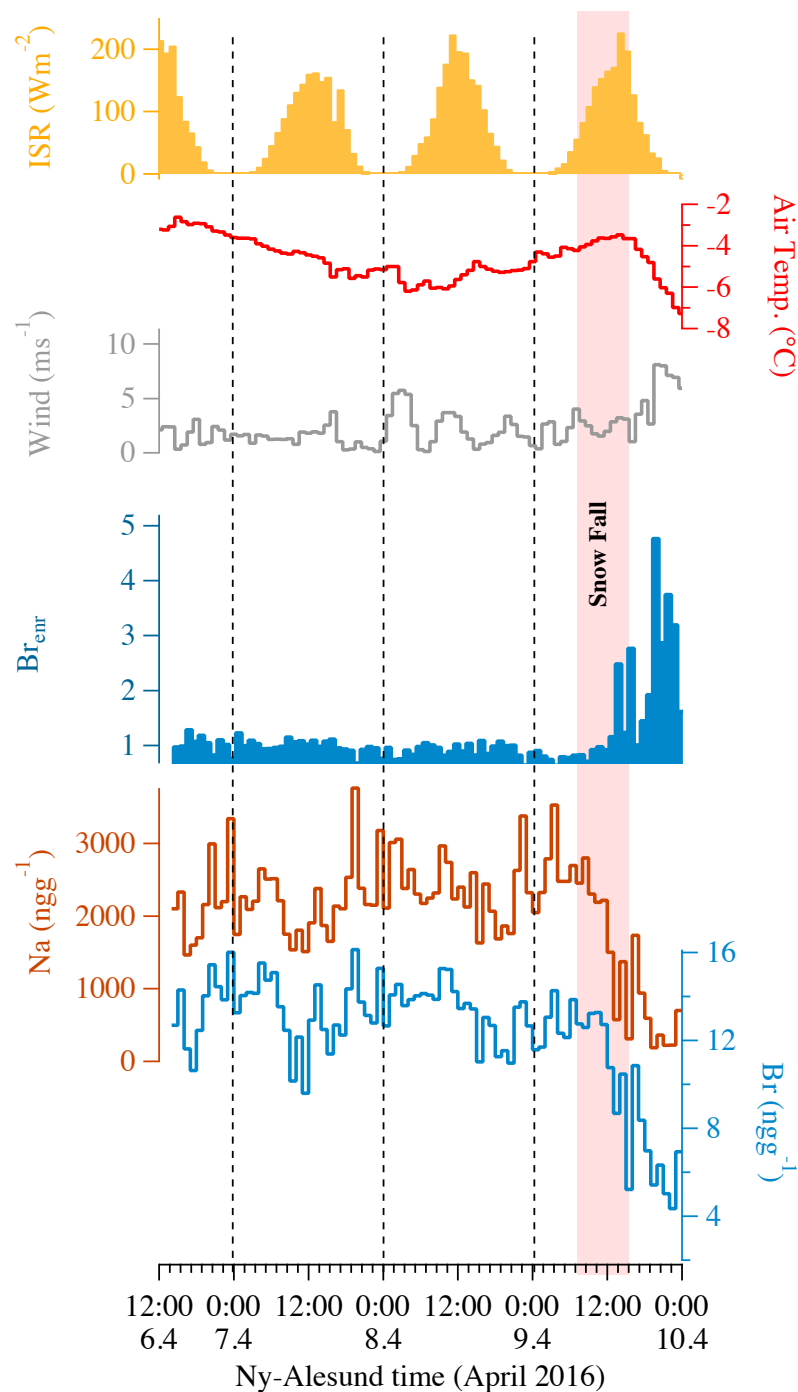 ISR (Wm-2)
200
100
0
Air Temp. (°C)
-2
-4
-6
-8
Wind (ms-1)
10
5
0
Brenr
5
4
3
2
1
Snow Fall
Na (ngg-1)
3000
2000
1000
0
Br (ngg-1)
16
12
8
4
12:00 0:00 12:00 0:00 12:00 0:00 12:00 0:00
6.4 7.4 8.4 9.4 10.4
Ny-Alesund time (April 2016)